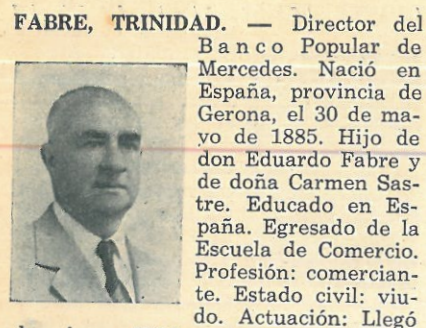 FABRE, TRINIDAD. — Director del
Banco Popular de
Mercedes. Nació en
España, provincia de
Gerona, el 30 de ma-
yo de 1885. Hijo de
don Eduardo Fabre y
de doña Carmen Sas-
tre. Educado en Es-
paña. Egresado de la
Escuela de Comercio.
Profesión: comercian-
te. Estado civil: viu-
do. Actuación: Llegó